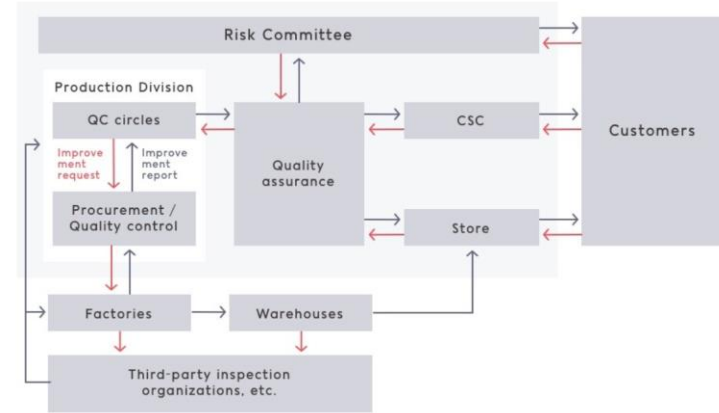 Risk Committee
Production Division
QC circles
Improve
ment
request
Improve
ment
report
Procurement /
Quality control
Quality
assurance
CSC
Store
Customers
Factories
Warehouses
Third-party inspection
organizations, etc.